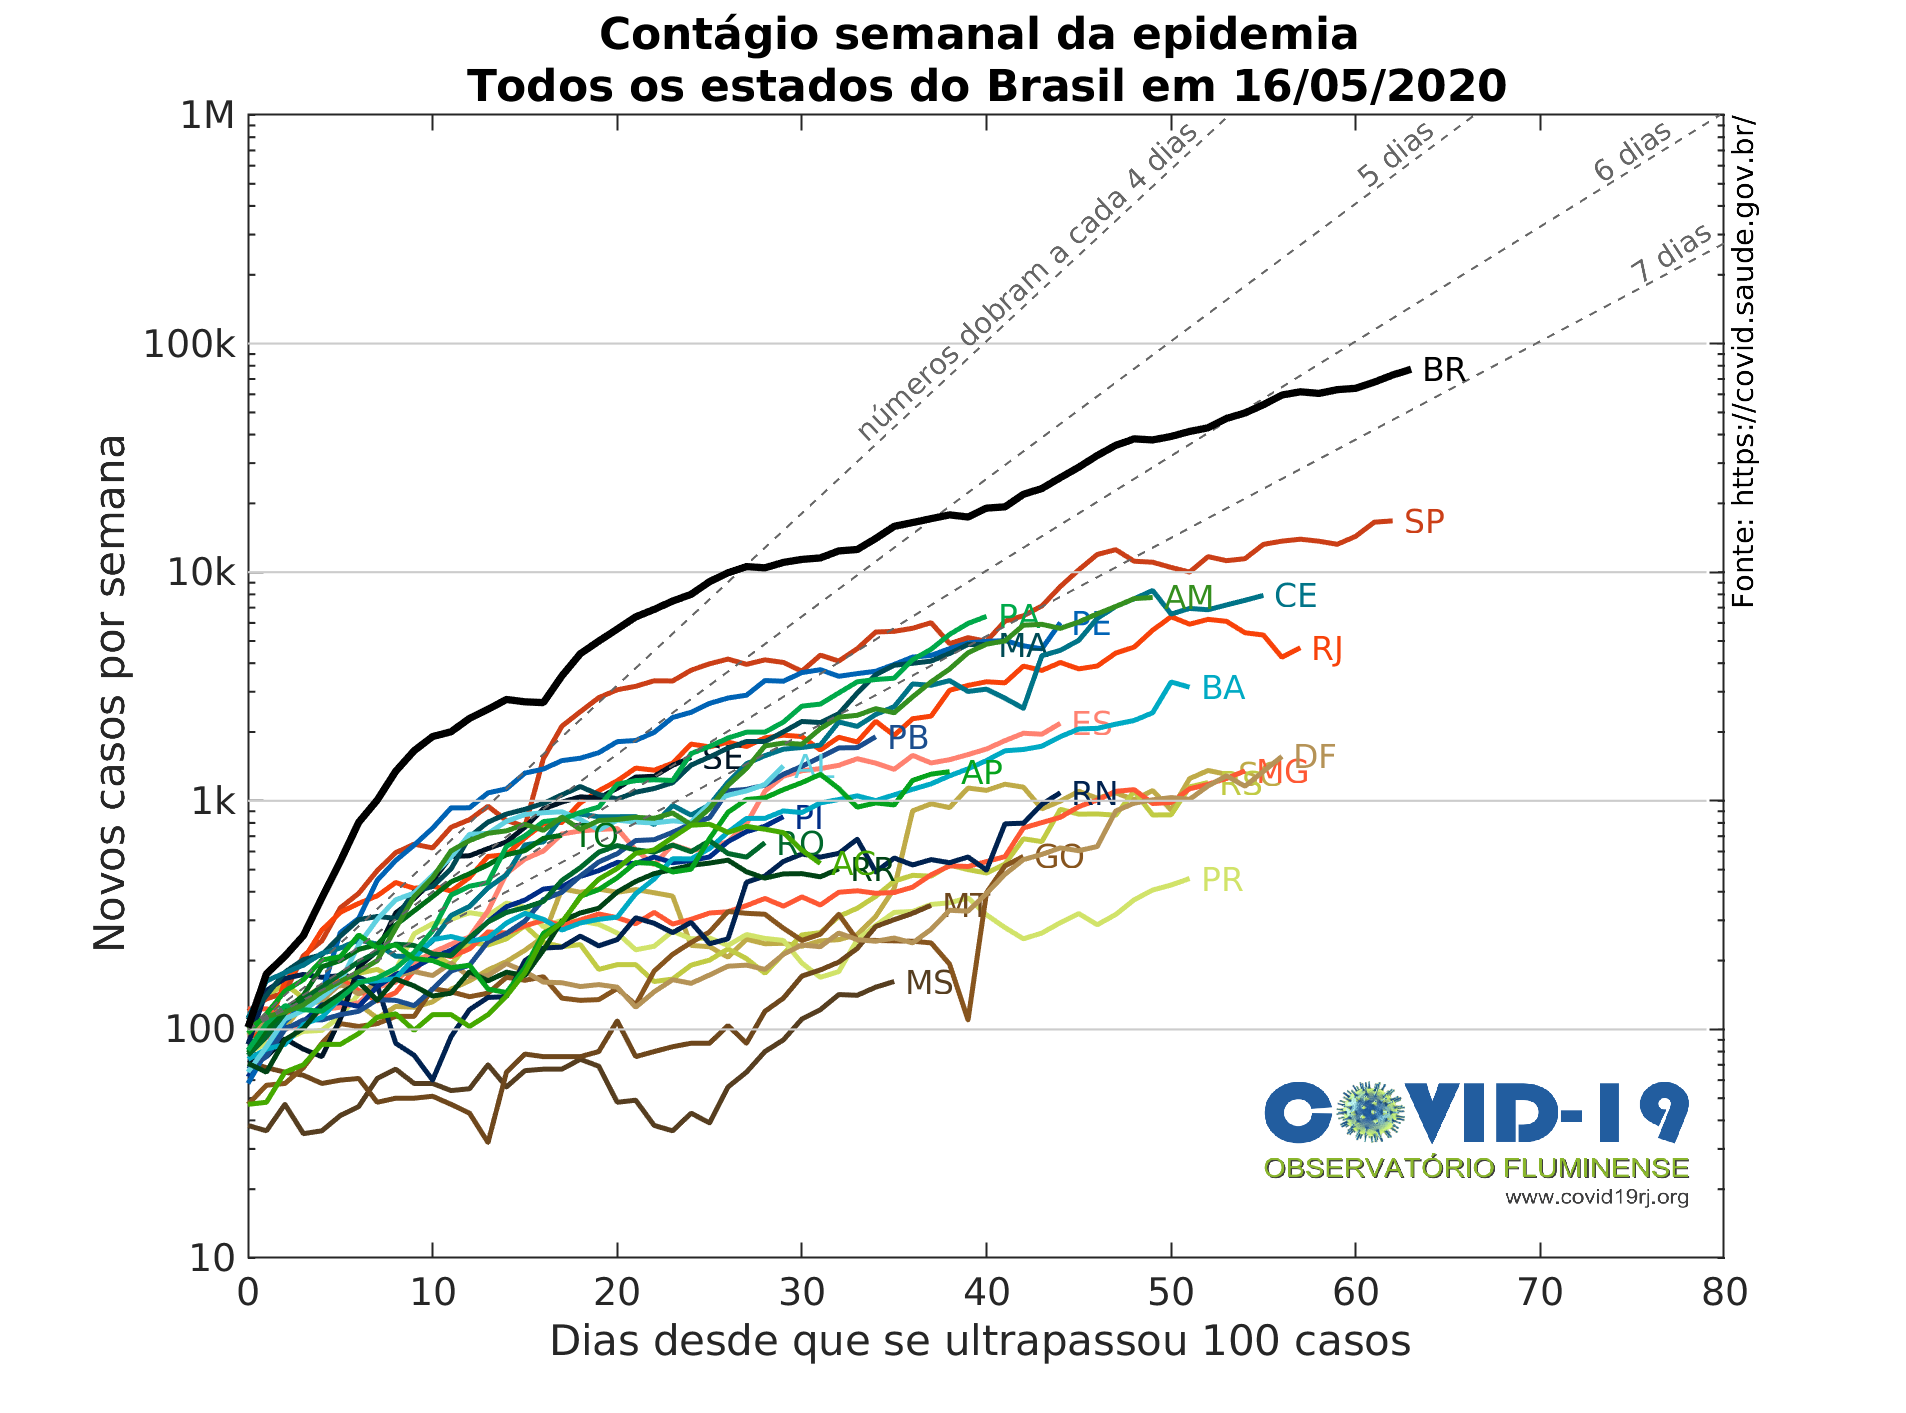 Contágio semanal da epidemia
Todos os estados do Brasil em 16/05/2020
1M
100k
10k
1k
100
10
Novos casos por semana
0 10 20 30 40 50 60 70 80
Dias desde que se ultrapassou 100 casos
números dobram a cada 4 dias
5 dias
6 dias
7 dias
Fonte: https://covid.saude.gov.br/
BR
SP
CE
AM
PA
PE
MA
RJ
BA
ES
PB
SE
AL
AP
DF
MG
RS
RN
PI
TO
RO
AC
RR
GO
PR
MT
MS
COVID-19
OBSERVATÓRIO FLUMINENSE
www.covid19rj.org